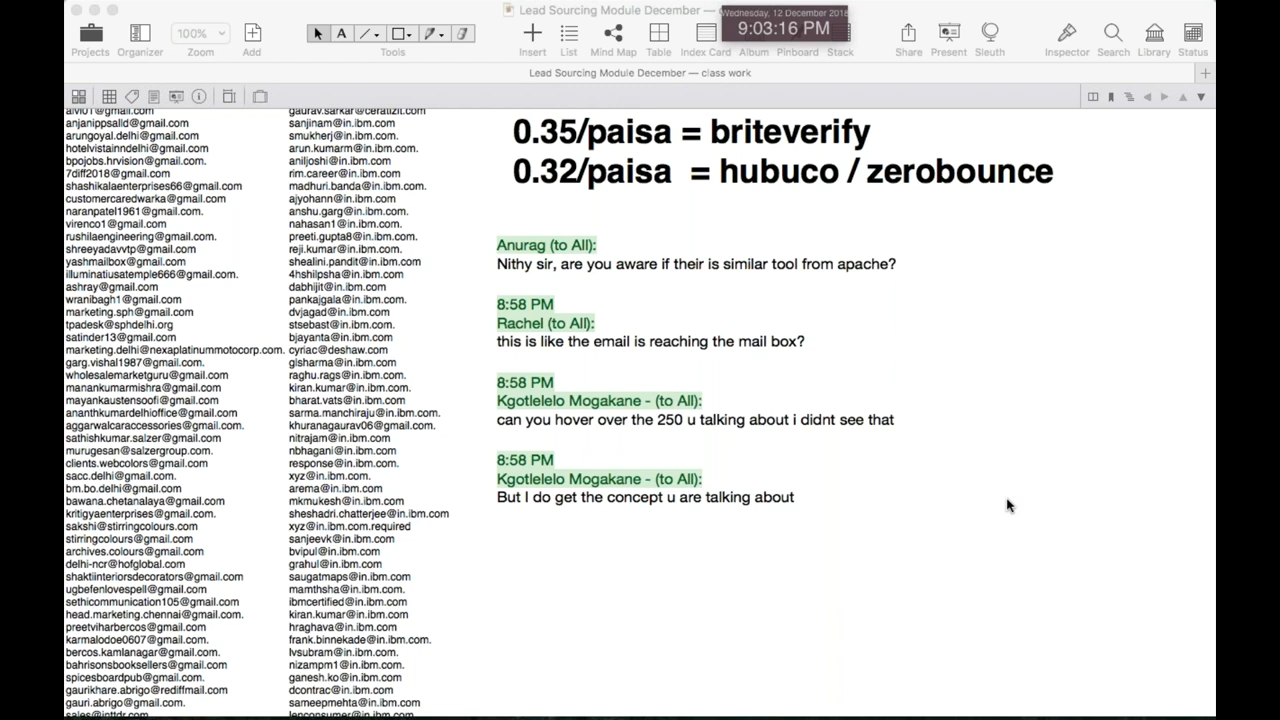 Lead Sourcing Module December —
Wednesday, 12 December 2018
9:03:16 PM
100%
Projects
Organizer
Zoom
Add
Tools
Insert
List
Mind Map
Table
Index Card
Album
Pinboard
Stack
Share
Present
Sleuth
Inspector
Search
Library
Status
Lead Sourcing Module December — class work
alvi01@gmail.com
anjanippsalld@gmail.com
arungoyal.delhi@gmail.com
hotelvistainndelhi@gmail.com
bpojobs.hrvision@gmail.com.
7diff2018@gmail.com
shashikalaenterprises66@gmail.com
customercaredwarka@gmail.com
naranpatel1961@gmail.com.
virenco1@gmail.com
rushilaengineering@gmail.com.
shreeyadavvtp@gmail.com
yashmailbox@gmail.com
illuminatiusatemple666@gmail.com.
ashray@gmail.com
wranibagh1@gmail.com
marketing.sph@gmail.com
tpadesk@sphdelhi.org
satinder13@gmail.com
marketing.delhi@nexaplatinummotocorp.com.
garg.vishal1987@gmail.com.
wholesalemarketguru@gmail.com
manankumarmishra@gmail.com
mayankaustensoofi@gmail.com
ananthkumardelhioffice@gmail.com
aggarwalcaraccessories@gmail.com.
sathishkumar.salzer@gmail.com
murugesan@salzergroup.com.
clients.webcolors@gmail.com
sacc.delhi@gmail.com.
bm.bo.delhi@gmail.com
bawana.chetanalaya@gmail.com
kritigyaenterprises@gmail.com.
sakshi@stirringcolours.com
stirringcolours@gmail.com
archives.colours@gmail.com
delhi-ncr@hofglobal.com
shaktiinteriorsdecorators@gmail.com
ugbefenlovespell@gmail.com
sethicommunication105@gmail.com
head.marketing.chennai@gmail.com.
preetviharbercos@gmail.com
karmalodoe0607@gmail.com.
bercos.kamlanagar@gmail.com
bahrisonsbooksellers@gmail.com
spicesboardpub@gmail.com
gaurikhare.abrigo@rediffmail.com
gauri.abrigo@gmail.com.
sales@inttdr.com
gaurav.sarkar@ceratizit.com
sanjinam@in.ibm.com
smukherj@in.ibm.com.
arun.kumarm@in.ibm.com.
aniljoshi@in.ibm.com
rim.career@in.ibm.com
madhuri.banda@in.ibm.com.
ajyohann@in.ibm.com
anshu.garg@in.ibm.com.
nahasan1@in.ibm.com
preeti.gupta8@in.ibm.com
reji.kumar@in.ibm.com
shealini.pandit@in.ibm.com
4hshilpsha@in.ibm.com
dabhijit@in.ibm.com
pankajgala@in.ibm.com.
dvjagad@in.ibm.com
stsebast@in.ibm.com.
bjayanta@in.ibm.com
cyriac@deshaw.com
glsharma@in.ibm.com
raghu.rags@in.ibm.com.
kiran.kumar@in.ibm.com
bharat.vats@in.ibm.com
sarma.manchiraju@in.ibm.com.
khuranagaurav06@gmail.com.
nitrajam@in.ibm.com
nbhagani@in.ibm.com
response@in.ibm.com.
xyz@in.ibm.com.
arema@in.ibm.com
mkmukesh@in.ibm.com
sheshadri.chatterjee@in.ibm.com
xyz@in.ibm.com.required
sanjeevk@in.ibm.com
bvipul@in.ibm.com
grahul@in.ibm.com
saugatmaps@in.ibm.com
mamthsha@in.ibm.com.
ibmcertified@in.ibm.com
kiran.kumar@in.ibm.com
hraghava@in.ibm.com
frank.binnekade@in.ibm.com.
lvsubram@in.ibm.com
nizampm1@in.ibm.com.
ganesh.ko@in.ibm.com
dcontrac@in.ibm.com
sameepmehta@in.ibm.com
lenconsumer@in.ibm.com
0.35/paisa = briteverify
0.32/paisa = hubuco / zerobounce
Anurag (to All):
Nithy sir, are you aware if their is similar tool from apache?
8:58 PM
Rachel (to All):
this is like the email is reaching the mail box?
8:58 PM
Kgotlelelo Mogakane - (to All):
can you hover over the 250 u talking about i didnt see that
8:58 PM
Kgotlelelo Mogakane - (to All):
But I do get the concept u are talking about